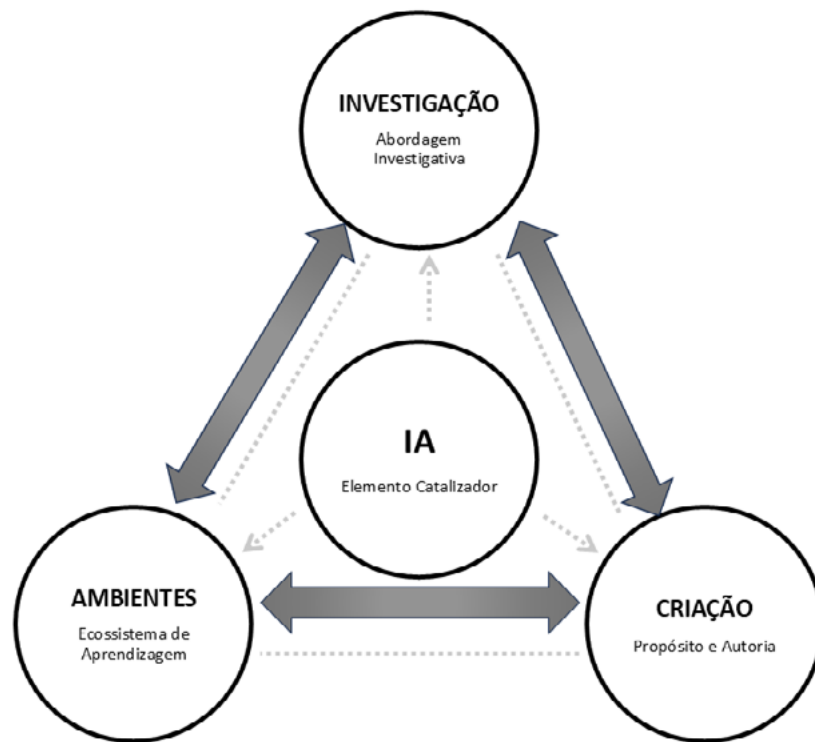 INVESTIGAÇÃO
Abordagem
Investigativa
IA
Elemento Catalizador
AMBIENTES
Ecossistema de
Aprendizagem
CRIAÇÃO
Propósito e Autoria